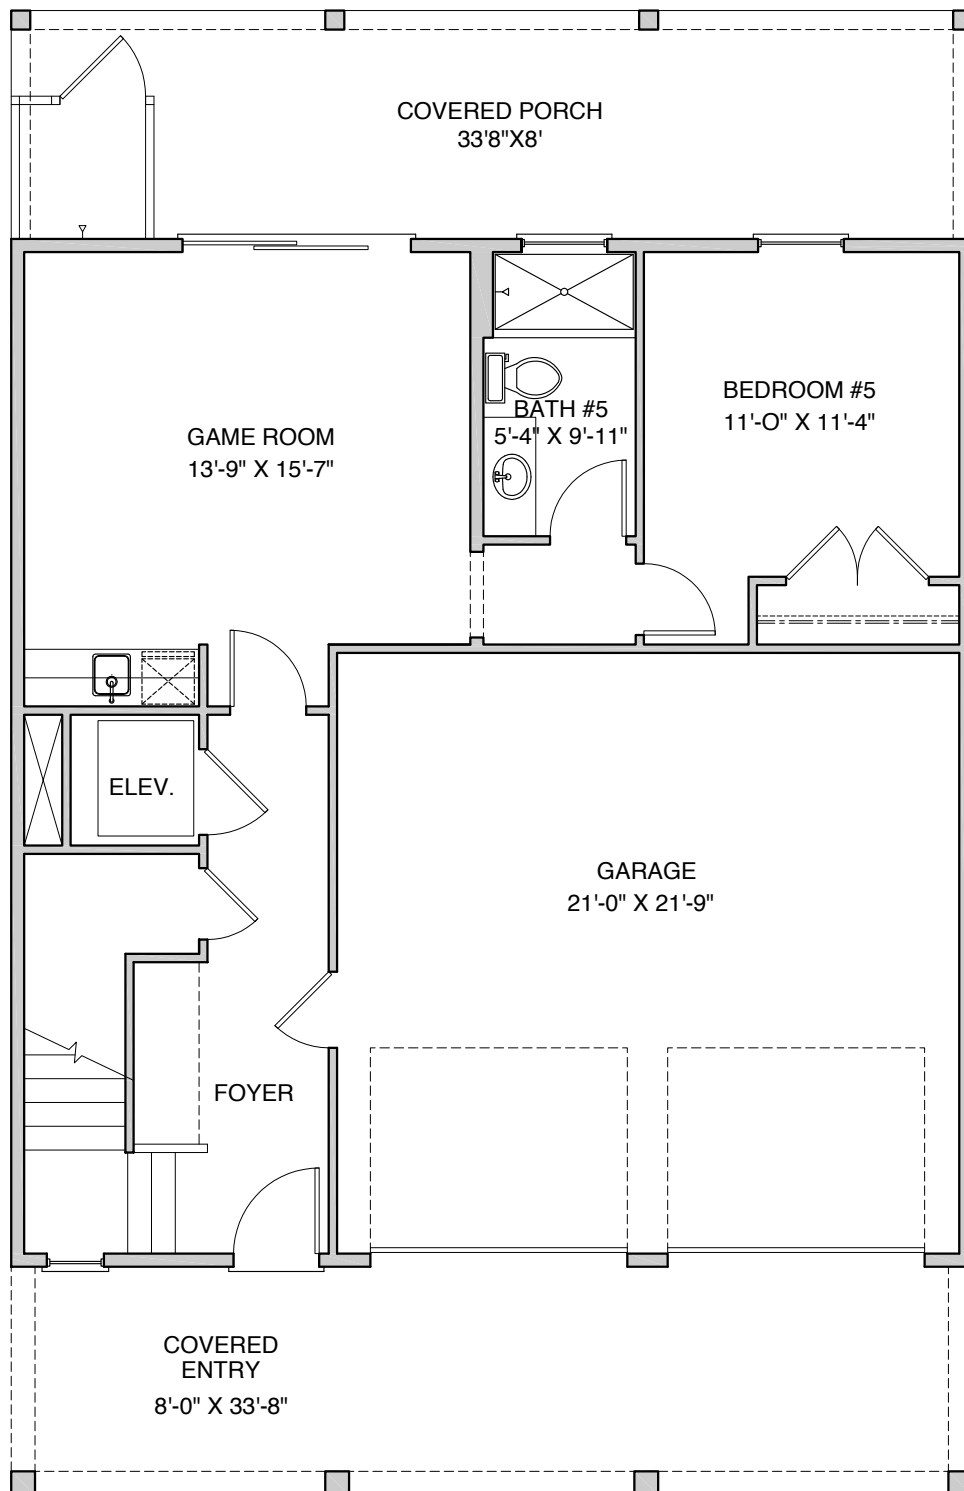 COVERED PORCH
33'8"X8'
BEDROOM #5
11'-O" X 11'-4"
BATH #5
5'-4" X 9'-11"
GAME ROOM
13'-9" X 15'-7"
ELEV.
GARAGE
21'-0" X 21'-9"
FOYER
COVERED
ENTRY
8'-0" X 33'-8"